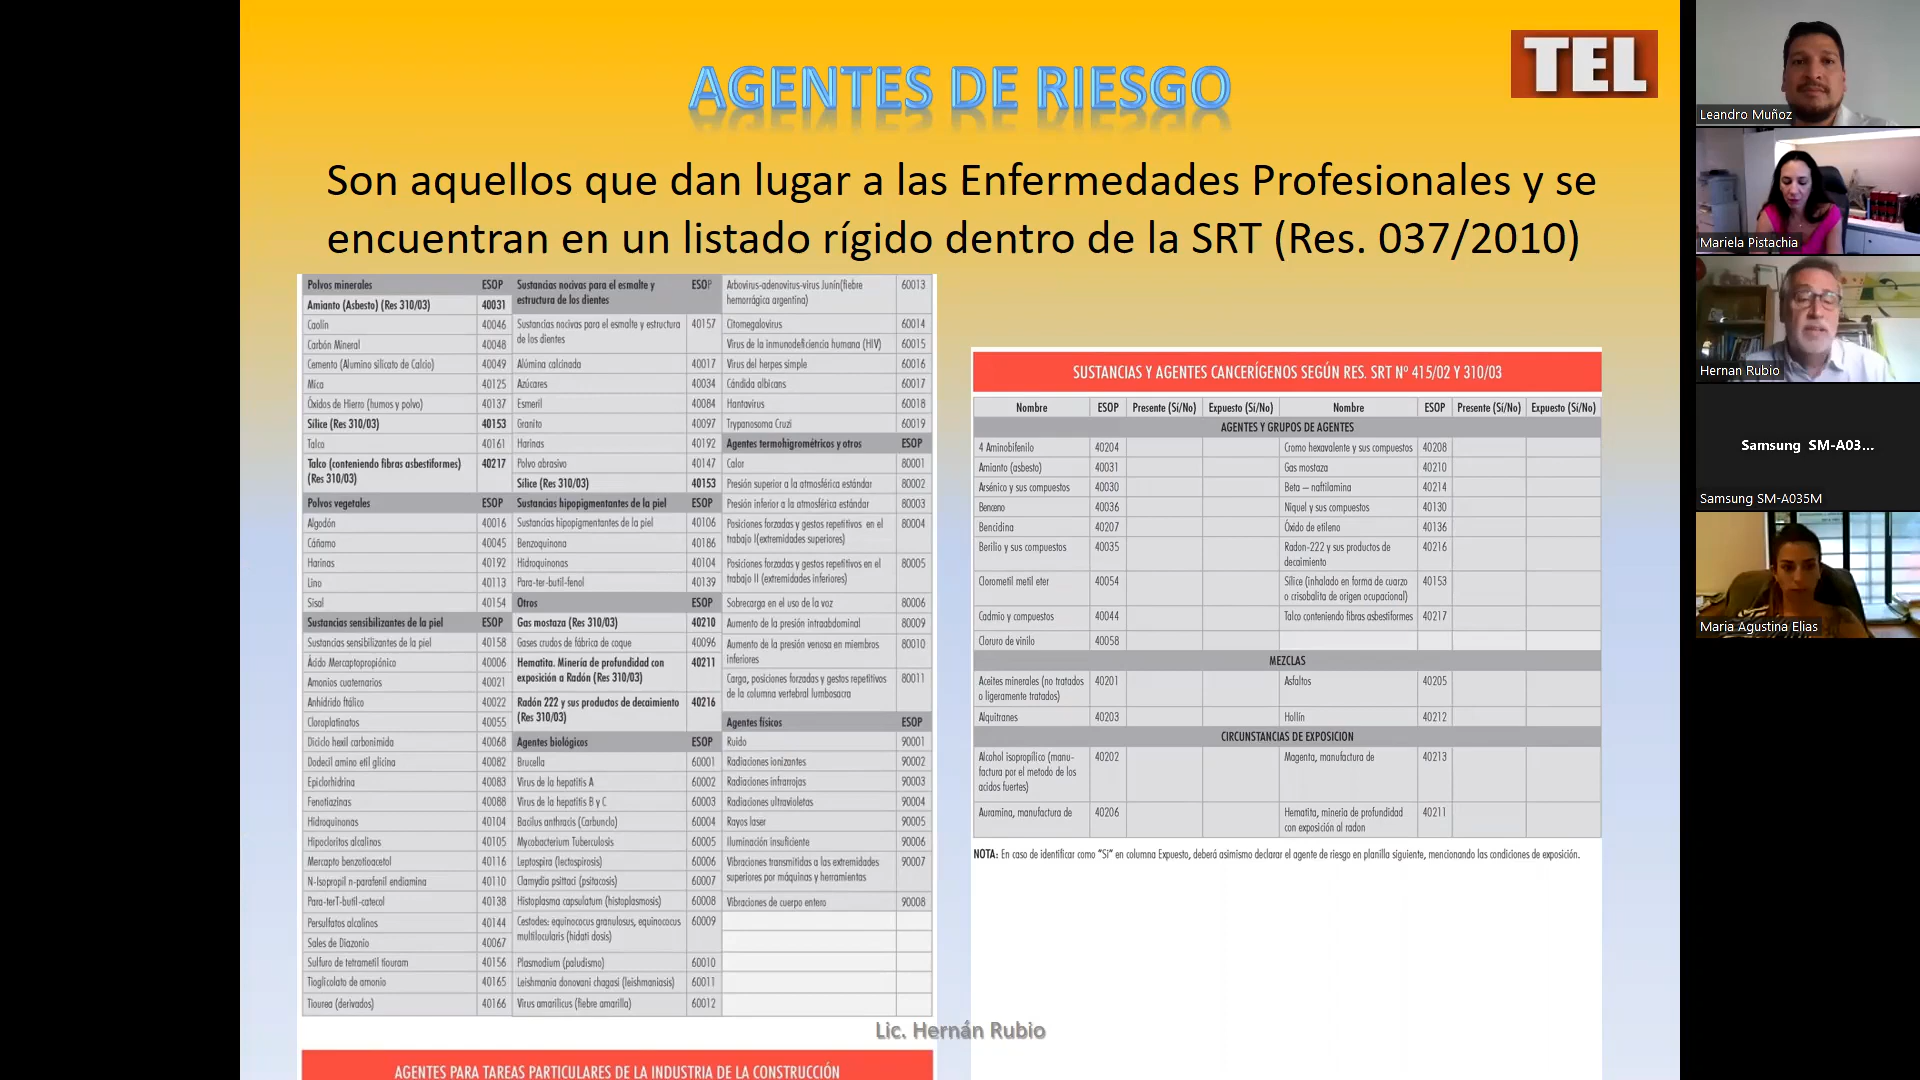 AGENTES DE RIESGO
TEL
Son aquellos que dan lugar a las Enfermedades Profesionales y se
encuentran en un listado rígido dentro de la SRT (Res. 037/2010)
Polvos minerales ESOP
Amianto (Asbesto) (Res 310/03) 40031
Caolín 40046
Carbón Mineral 40048
Cemento (Alumino silicato de Calcio) 40049
Mica 40125
Óxidos de Hierro (humos y polvo) 40137
Sílice (Res 310/03) 40153
Talco 40161
Talco (conteniendo fibras asbestiformes)
(Res 310/03) 40217
Polvos vegetales ESOP
Algodón 40016
Cáñamo 40045
Harinas 40192
Lino 40113
Sisal 40154
Sustancias sensibilizantes de la piel ESOP
Sustancias sensibilizantes de la piel 40158
Ácido Mercaptopropiónico 40006
Amonios cuaternarios 40021
Anhídrido ftálico 40022
Cloroplatinatos 40055
Diciclo hexil carbonimida 40068
Dodecil amino etil glicina 40082
Epiclorhidrina 40083
Fenotiazinas 40088
Hidroquinonas 40104
Hipocloritos alcalinos 40105
Mercapto benzotioacetol 40116
N-Isopropil n-parafenil endiamina 40110
Para-terT-butil-catecol 40138
Persulfatos alcalinos 40144
Sales de Diazonio 40067
Sulfuro de tetrametil tiouram 40156
Tioglicolato de amonio 40165
Tiourea (derivados) 40166
Sustancias nocivas para el esmalte y
estructura de los dientes ESOP
Sustancias nocivas para el esmalte y estructura
de los dientes 40157
Alúmina calcinada 40017
Azúcares 40034
Esmeril 40084
Granito 40097
Harinas 40192
Polvo abrasivo 40147
Sílice (Res 310/03) 40153
Sustancias hipopigmentantes de la piel ESOP
Sustancias hipopigmentantes de la piel 40106
Benzoquinona 40186
Hidroquinonas 40104
Para-ter-butil-fenol 40139
Otros ESOP
Gas mostaza (Res 310/03) 40210
Gases crudos de fábrica de coque 40096
Hematita. Minería de profundidad con
exposición a Radón (Res 310/03) 40211
Radón 222 y sus productos de decaimiento
(Res 310/03) 40216
Agentes biológicos ESOP
Brucella 60001
Virus de la hepatitis A 60002
Virus de la hepatitis B y C 60003
Bacilus anthracis (Carbunclo) 60004
Mycobacterium Tuberculosis 60005
Leptospira (lectospirosis) 60006
Clamydia psittaci (psitacosis) 60007
Histoplasma capsulatum (histoplasmosis) 60008
Cestodes: equinococus granulosus, equinococus
multilocularis (hidati dosis) 60009
Plasmodium (paludismo) 60010
Leishmania donovani chagasi (leishmaniasis) 60011
Virus amarilicus (fiebre amarilla) 60012
Arbovirus-adenovirus-virus Junín(fiebre
hemorrágica argentina) 60013
Citomegalovirus 60014
Virus de la inmunodeficiencia humana (HIV) 60015
Virus del herpes simple 60016
Cándida albicans 60017
Hantavirus 60018
Trypanosoma Cruzi 60019
Agentes termohigrométricos y otros ESOP
Calor 80001
Presión superior a la atmosférica estándar 80002
Presión inferior a la atmosférica estándar 80003
Posiciones forzadas y gestos repetitivos en el
trabajo I(extremidades superiores) 80004
Posiciones forzadas y gestos repetitivos en el
trabajo II (extremidades inferiores) 80005
Sobrecarga en el uso de la voz 80006
Aumento de la presión intraabdominal 80009
Aumento de la presión venosa en miembros
inferiores 80010
Carga, posiciones forzadas y gestos repetitivos
de la columna vertebral lumbosacra 80011
Agentes físicos ESOP
Ruido 90001
Radiaciones ionizantes 90002
Radiaciones infrarrojas 90003
Radiaciones ultravioletas 90004
Rayos laser 90005
Iluminación insuficiente 90006
Vibraciones transmitidas a las extremidades
superiores por máquinas y herramientas 90007
Vibraciones de cuerpo entero 90008
AGENTES PARA TAREAS PARTICULARES DE LA INDUSTRIA DE LA CONSTRUCCIÓN
SUSTANCIAS Y AGENTES CANCERÍGENOS SEGÚN RES. SRT Nº 415/02 Y 310/03
Nombre ESOP Presente (Sí/No) Expuesto (Sí/No) Nombre ESOP Presente (Sí/No) Expuesto (Sí/No)
AGENTES Y GRUPOS DE AGENTES
4 Aminobifenilo 40204 Cromo hexavalente y sus compuestos 40208
Amianto (asbesto) 40031 Gas mostaza 40210
Arsénico y sus compuestos 40030 Beta – naftilamina 40214
Benceno 40036 Niquel y sus compuestos 40130
Bencidina 40207 Óxido de etileno 40136
Berilio y sus compuestos 40035 Radon-222 y sus productos de
decaimiento 40216
Clorometil metil eter 40054 Sílice (inhalado en forma de cuarzo
o crisobalita de origen ocupacional) 40153
Cadmio y compuestos 40044 Talco conteniendo fibras asbestiformes 40217
Cloruro de vinilo 40058
MEZCLAS
Aceites minerales (no tratados
o ligeramente tratados) 40201 Asfaltos 40205
Alquitranes 40203 Hollín 40212
CIRCUNSTANCIAS DE EXPOSICION
Alcohol isopropílico (manu-
factura por el metodo de los
acidos fuertes) 40202 Magenta, manufactura de 40213
Auramina, manufactura de 40206 Hematita, mineria de profundidad
con exposición al radon 40211
NOTA: En caso de identificar como "Sí" en columna Expuesto, deberá asimismo declarar el agente de riesgo en planilla siguiente, mencionando las condiciones de exposición.
Lic. Hernán Rubio
Leandro Muñoz
Mariela Pistachia
Hernan Rubio
Samsung SM-A03...
Samsung SM-A035M
Maria Agustina Elias